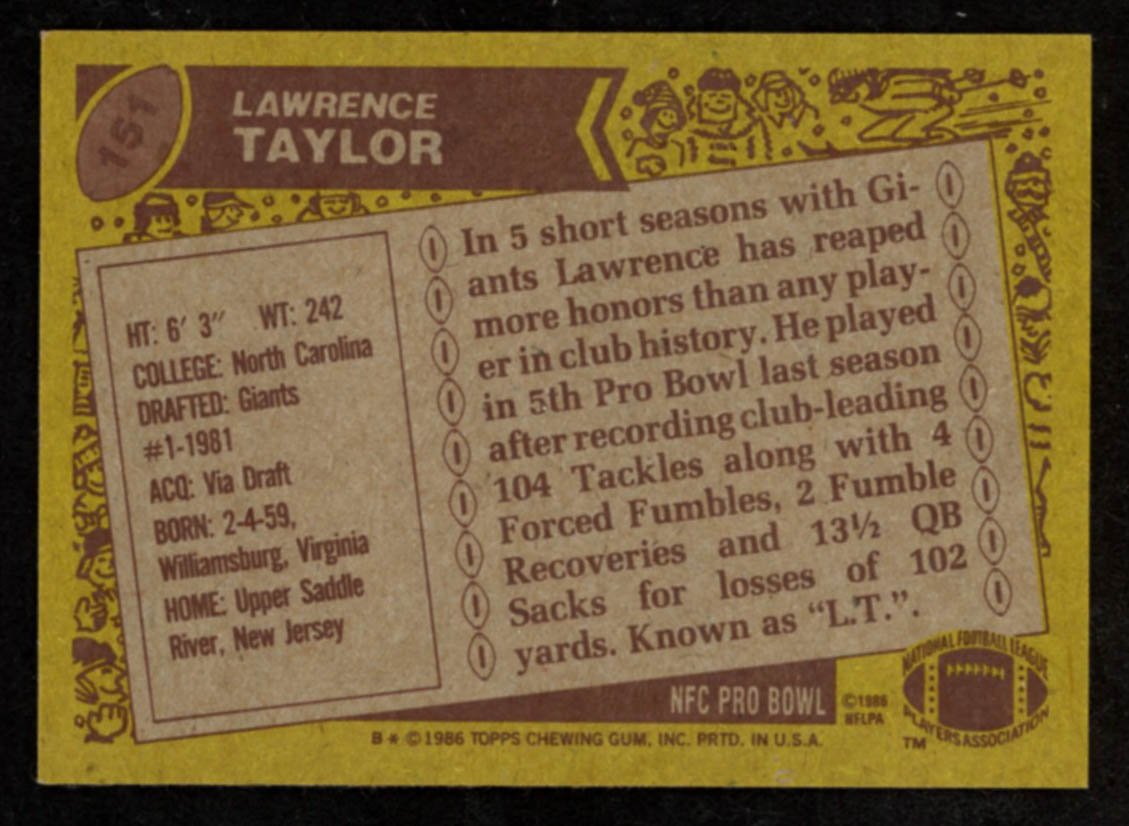 151
LAWRENCE
TAYLOR
HT: 6′ 3″ WT: 242
COLLEGE: North Carolina
DRAFTED: Giants
#1-1981
ACQ: Via Draft
BORN: 2-4-59,
Williamsburg, Virginia
HOME: Upper Saddle
River, New Jersey
In 5 short seasons with Gi-
ants Lawrence has reaped
more honors than any play-
er in club history. He played
in 5th Pro Bowl last season
after recording club-leading
104 Tackles along with 4
Forced Fumbles, 2 Fumble
Recoveries and 13½ QB
Sacks for losses of 102
yards. Known as “L.T.”.
NFC PRO BOWL
©1986
NFLPA
NATIONAL FOOTBALL LEAGUE
PLAYERS ASSOCIATION
TM
B * © 1986 TOPPS CHEWING GUM, INC. PRTD. IN U.S.A.